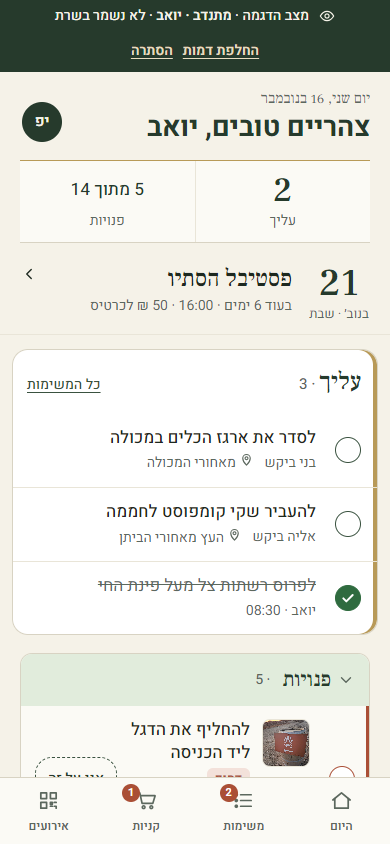 מצב הדגמה · מתנדב · יואב · לא נשמר בשרת
החלפת דמות הסתרה
יום שני, 16 בנובמבר
צהריים טובים, יואב
יפ
2
עליך
5 מתוך 14
פנויות
21
בנוב׳ · שבת
פסטיבל הסתיו
בעוד 6 ימים · 16:00 · 50 ₪ לכרטיס
עליך · 3
כל המשימות
לסדר את ארגז הכלים במכולה
בני ביקש מאחורי המכולה
להעביר שקי קומפוסט לחממה
אליה ביקש העץ מאחורי הביתן
לפרוס רשתות צל מעל פינת החי
יואב · 08:30
פנויות · 5
להחליף את הדגל
ליד הכניסה
היום
2
משימות
1
קניות
אירועים